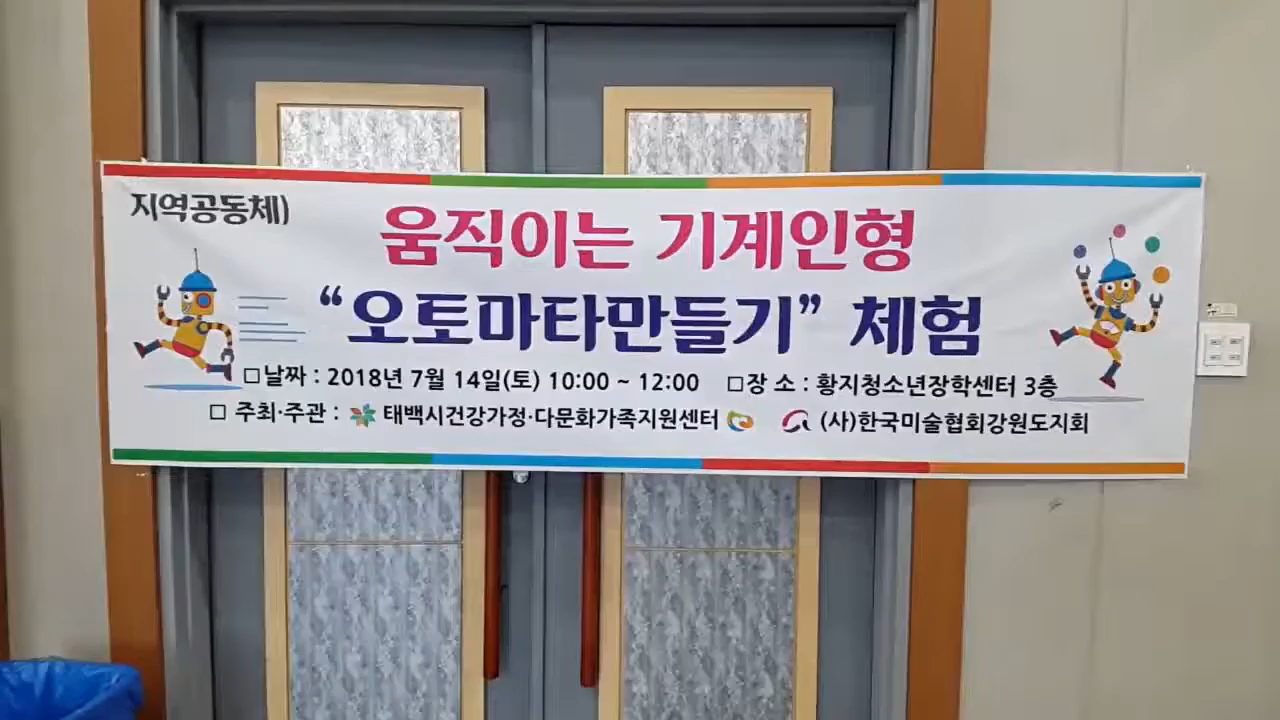 지역공동체)
움직이는 기계인형
“오토마타만들기” 체험
□날짜 : 2018년 7월 14일(토) 10:00 ~ 12:00 □장 소 : 황지청소년장학센터 3층
□ 주최·주관 : 태백시건강가정·다문화가족지원센터 (사)한국미술협회강원도지회